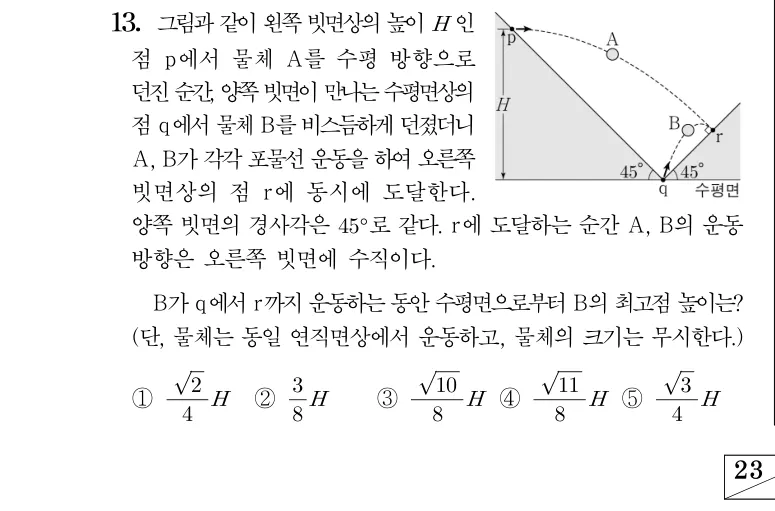 13. 그림과 같이 왼쪽 빗면상의 높이 H 인
점 p에서 물체 A를 수평 방향으로
던진 순간, 양쪽 빗면이 만나는 수평면상의
점 q에서 물체 B를 비스듬하게 던졌더니
A, B가 각각 포물선 운동을 하여 오른쪽
빗면상의 점 r에 동시에 도달한다.
양쪽 빗면의 경사각은 45°로 같다. r에 도달하는 순간 A, B의 운동
방향은 오른쪽 빗면에 수직이다.
p
A
H
B
r
45°
45°
q
수평면
B가 q에서 r까지 운동하는 동안 수평면으로부터 B의 최고점 높이는?
(단, 물체는 동일 연직면상에서 운동하고, 물체의 크기는 무시한다.)
① √2/4 H ② 3/8 H ③ √10/8 H ④ √11/8 H ⑤ √3/4 H
23